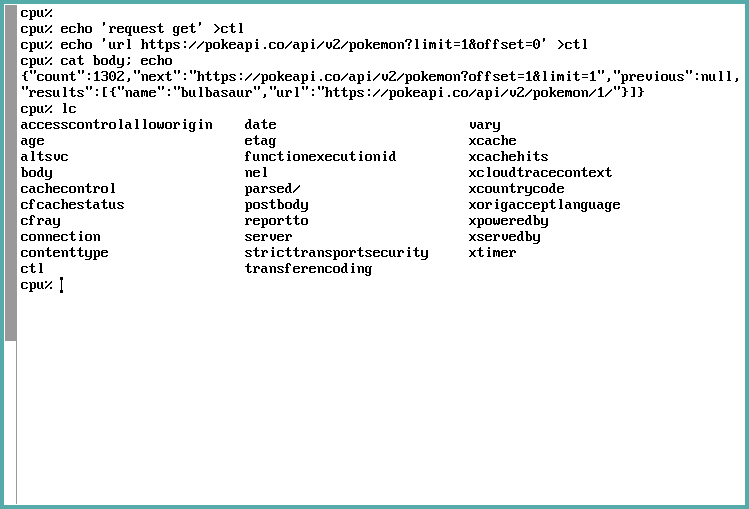 cpu%
cpu% echo 'request get' >ctl
cpu% echo 'url https://pokeapi.co/api/v2/pokemon?limit=1&offset=0' >ctl
cpu% cat body; echo
{"count":1302,"next":"https://pokeapi.co/api/v2/pokemon?offset=1&limit=1","previous":null,
"results":[{"name":"bulbasaur","url":"https://pokeapi.co/api/v2/pokemon/1/"}]}
cpu% lc
accesscontrolalloworigin date vary
age etag xcache
altsvc functionexecutionid xcachehits
body nel xcloudtracecontext
cachecontrol parsed/ xcountrycode
cfcachestatus postbody xorigacceptlanguage
cfray reportto xpoweredby
connection server xservedby
contenttype stricttransportsecurity xtimer
ctl transferencoding
cpu%